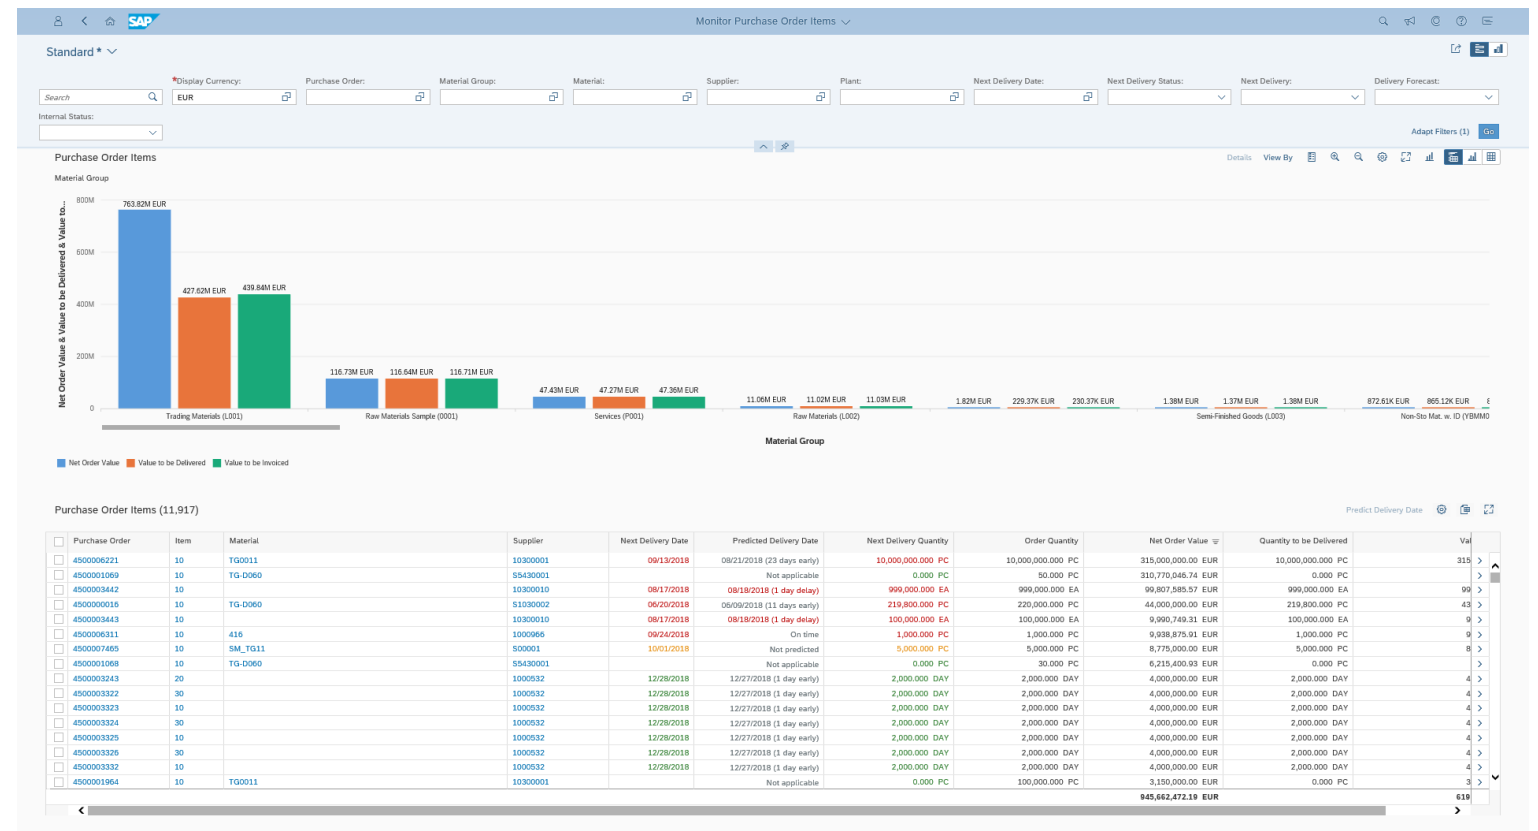 SAP Monitor Purchase Order Items
Standard *
*Display Currency: Purchase Order: Material Group: Material: Supplier: Plant: Next Delivery Date: Next Delivery Status: Next Delivery: Delivery Forecast:
Search EUR
Internal Status:
Adapt Filters (1) Go
Purchase Order Items Details View By
Material Group
Net Order Value & Value to be Delivered & Value to...
800M 763.82M EUR
600M
427.62M EUR 439.84M EUR
400M
200M
116.73M EUR 116.64M EUR 116.71M EUR
47.43M EUR 47.27M EUR 47.36M EUR
11.06M EUR 11.02M EUR 11.03M EUR 1.82M EUR 229.37K EUR 230.37K EUR 1.38M EUR 1.37M EUR 1.38M EUR 872.61K EUR 865.12K EUR 8
0
Trading Materials (L001) Raw Materials Sample (0001) Services (P001) Raw Materials (L002) Semi-Finished Goods (L003) Non-Sto Mat. w. ID (YBMM0
Material Group
Net Order Value Value to be Delivered Value to be Invoiced
Purchase Order Items (11,917) Predict Delivery Date
Purchase Order Item Material Supplier Next Delivery Date Predicted Delivery Date Next Delivery Quantity Order Quantity Net Order Value Quantity to be Delivered Val
4500006221 10 TG0011 10300001 09/13/2018 08/21/2018 (23 days early) 10,000,000.000 PC 10,000,000.000 PC 315,000,000.00 EUR 10,000,000.000 PC 315
4500001069 10 TG-D060 S5430001 Not applicable 0.000 PC 50.000 PC 310,770,046.74 EUR 0.000 PC
4500003442 10 10300010 08/17/2018 08/18/2018 (1 day delay) 999,000.000 EA 999,000.000 EA 99,807,585.57 EUR 999,000.000 EA 99
4500000016 10 TG-D060 S1030002 06/20/2018 06/09/2018 (11 days early) 219,800.000 PC 220,000.000 PC 44,000,000.00 EUR 219,800.000 PC 43
4500003443 10 10300010 08/17/2018 08/18/2018 (1 day delay) 100,000.000 EA 100,000.000 EA 9,990,749.31 EUR 100,000.000 EA 9
4500006311 10 416 1000966 09/24/2018 On time 1,000.000 PC 1,000.000 PC 9,938,875.91 EUR 1,000.000 PC 9
4500007465 10 SM_TG11 S00001 10/01/2018 Not predicted 5,000.000 PC 5,000.000 PC 8,775,000.00 EUR 5,000.000 PC 8
4500001068 10 TG-D060 S5430001 Not applicable 0.000 PC 30.000 PC 6,215,400.93 EUR 0.000 PC
4500003243 20 1000532 12/28/2018 12/27/2018 (1 day early) 2,000.000 DAY 2,000.000 DAY 4,000,000.00 EUR 2,000.000 DAY 4
4500003322 30 1000532 12/28/2018 12/27/2018 (1 day early) 2,000.000 DAY 2,000.000 DAY 4,000,000.00 EUR 2,000.000 DAY 4
4500003323 10 1000532 12/28/2018 12/27/2018 (1 day early) 2,000.000 DAY 2,000.000 DAY 4,000,000.00 EUR 2,000.000 DAY 4
4500003324 30 1000532 12/28/2018 12/27/2018 (1 day early) 2,000.000 DAY 2,000.000 DAY 4,000,000.00 EUR 2,000.000 DAY 4
4500003325 10 1000532 12/28/2018 12/27/2018 (1 day early) 2,000.000 DAY 2,000.000 DAY 4,000,000.00 EUR 2,000.000 DAY 4
4500003326 30 1000532 12/28/2018 12/27/2018 (1 day early) 2,000.000 DAY 2,000.000 DAY 4,000,000.00 EUR 2,000.000 DAY 4
4500003332 10 1000532 12/28/2018 12/27/2018 (1 day early) 2,000.000 DAY 2,000.000 DAY 4,000,000.00 EUR 2,000.000 DAY 4
4500001964 10 TG0011 10300001 Not applicable 0.000 PC 100,000.000 PC 3,150,000.00 EUR 0.000 PC 3
945,662,472.19 EUR 619